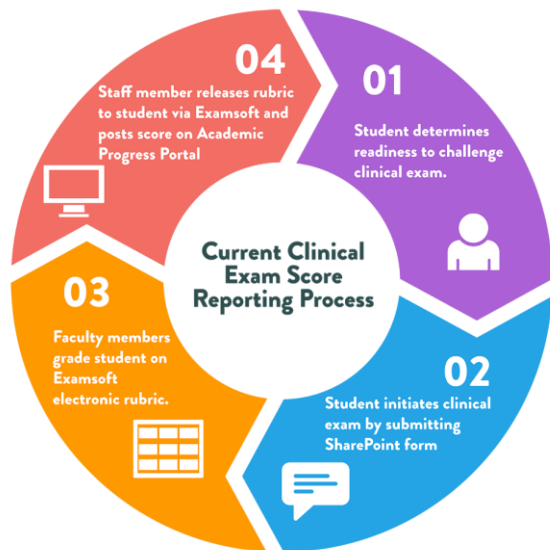 Current Clinical
Exam Score
Reporting Process
01
Student determines
readiness to challenge
clinical exam.
02
Student initiates clinical
exam by submitting
SharePoint form
03
Faculty members
grade student on
Examsoft
electronic rubric.
04
Staff member releases rubric
to student via Examsoft and
posts score on Academic
Progress Portal